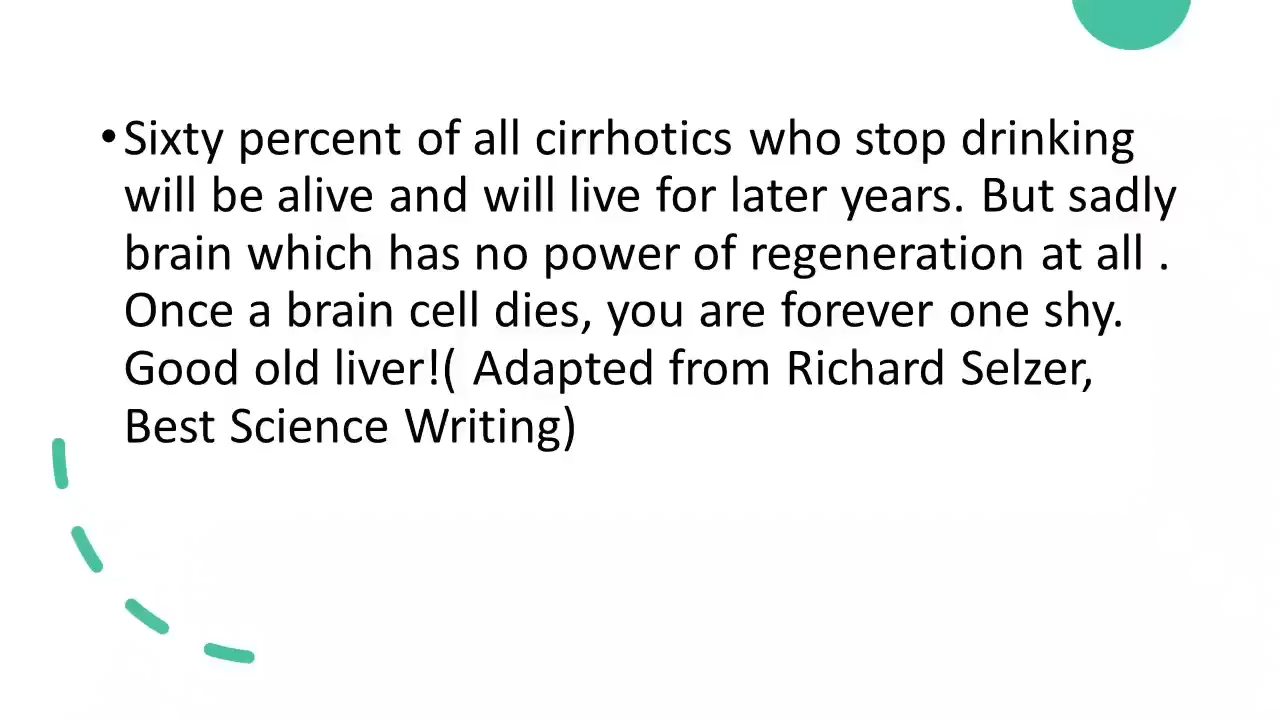 •Sixty percent of all cirrhotics who stop drinking
will be alive and will live for later years. But sadly
brain which has no power of regeneration at all .
Once a brain cell dies, you are forever one shy.
Good old liver!( Adapted from Richard Selzer,
Best Science Writing)